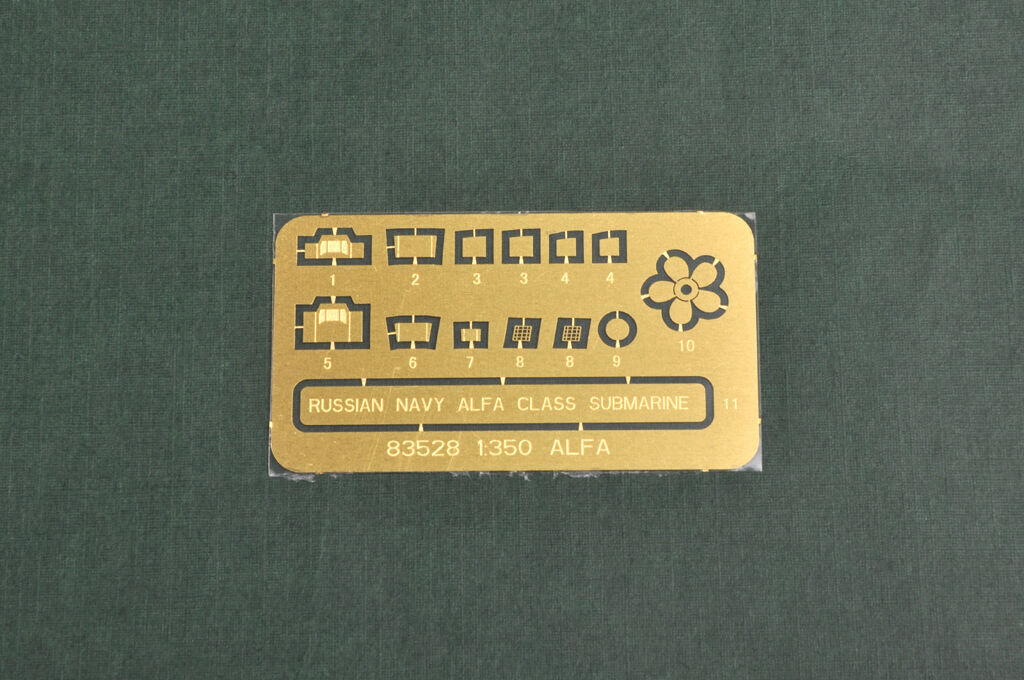 1 2 3 3 4 4
5 6 7 8 8 9 10
RUSSIAN NAVY ALFA CLASS SUBMARINE 11
83528 1:350 ALFA